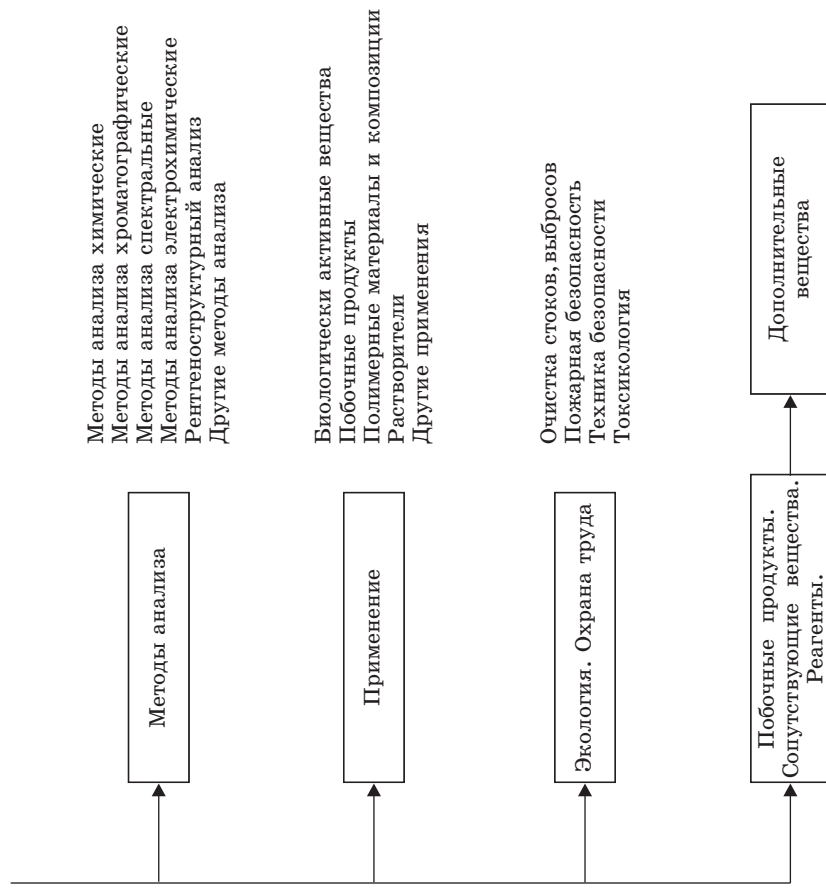 Методы анализа
Методы анализа химические
Методы анализа хроматографические
Методы анализа спектральные
Методы анализа электрохимические
Рентгеноструктурный анализ
Другие методы анализа
Применение
Биологически активные вещества
Побочные продукты
Полимерные материалы и композиции
Растворители
Другие применения
Экология. Охрана труда
Очистка стоков,выбросов
Пожарная безопасность
Техника безопасности
Токсикология
Побочные продукты.
Сопутствующие вещества.
Реагенты.
Дополнительные
вещества